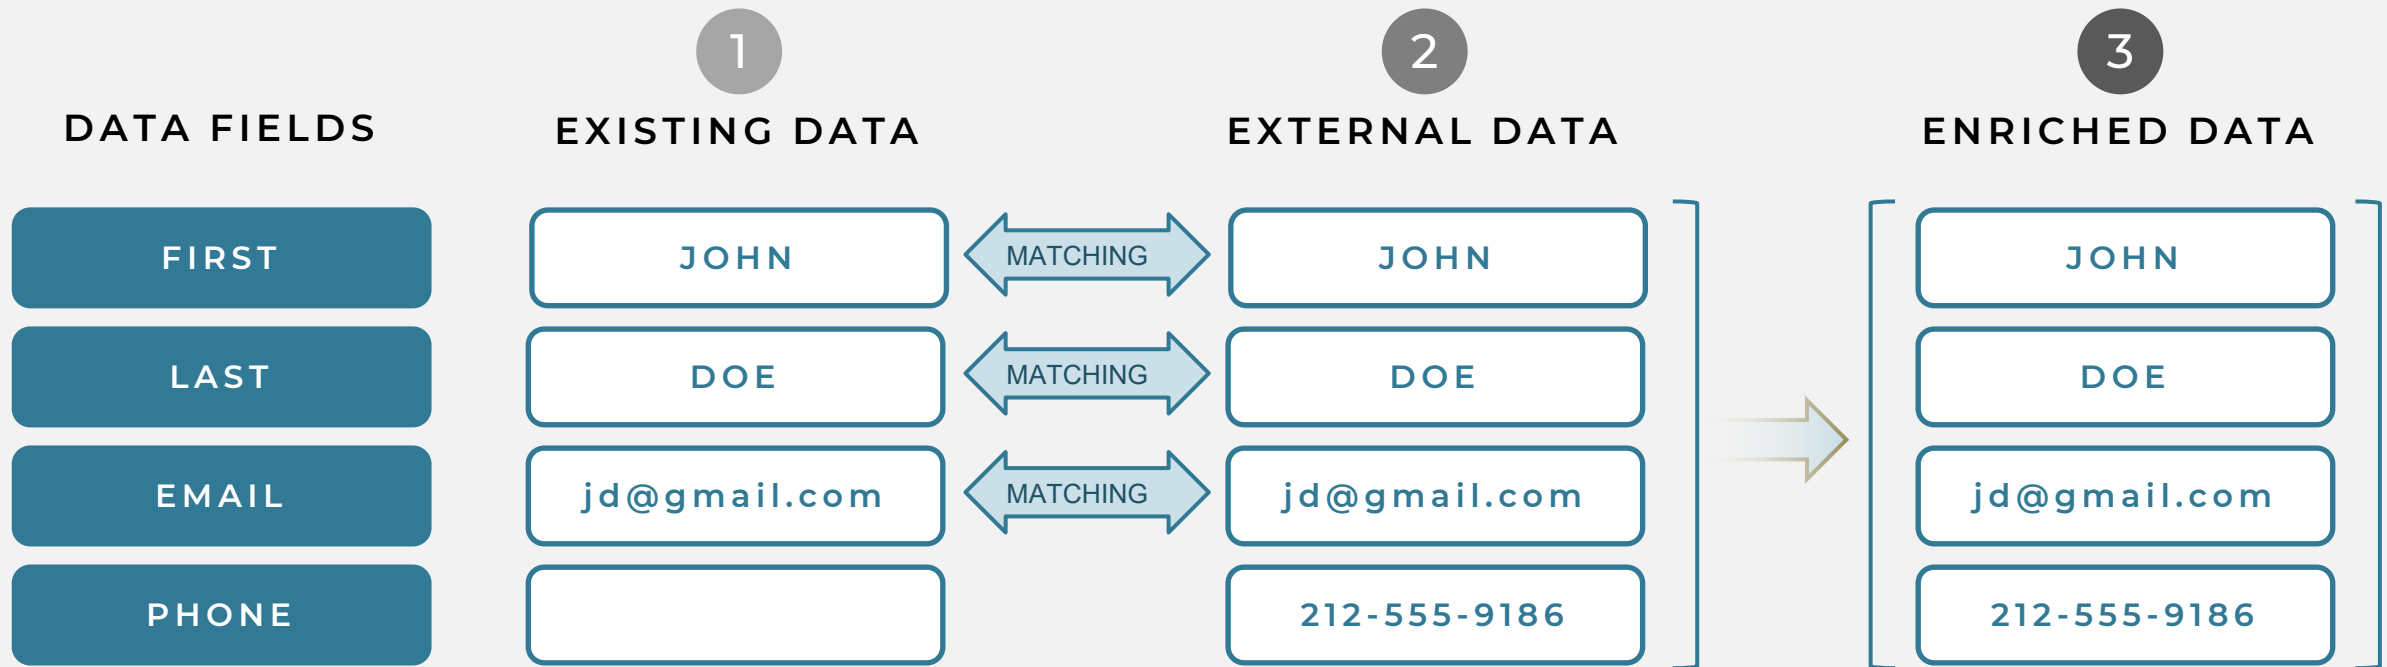 1
2
3
DATA FIELDS
EXISTING DATA
EXTERNAL DATA
ENRICHED DATA
FIRST
JOHN
MATCHING
JOHN
JOHN
LAST
DOE
MATCHING
DOE
DOE
EMAIL
jd@gmail.com
MATCHING
jd@gmail.com
jd@gmail.com
PHONE
212-555-9186
212-555-9186